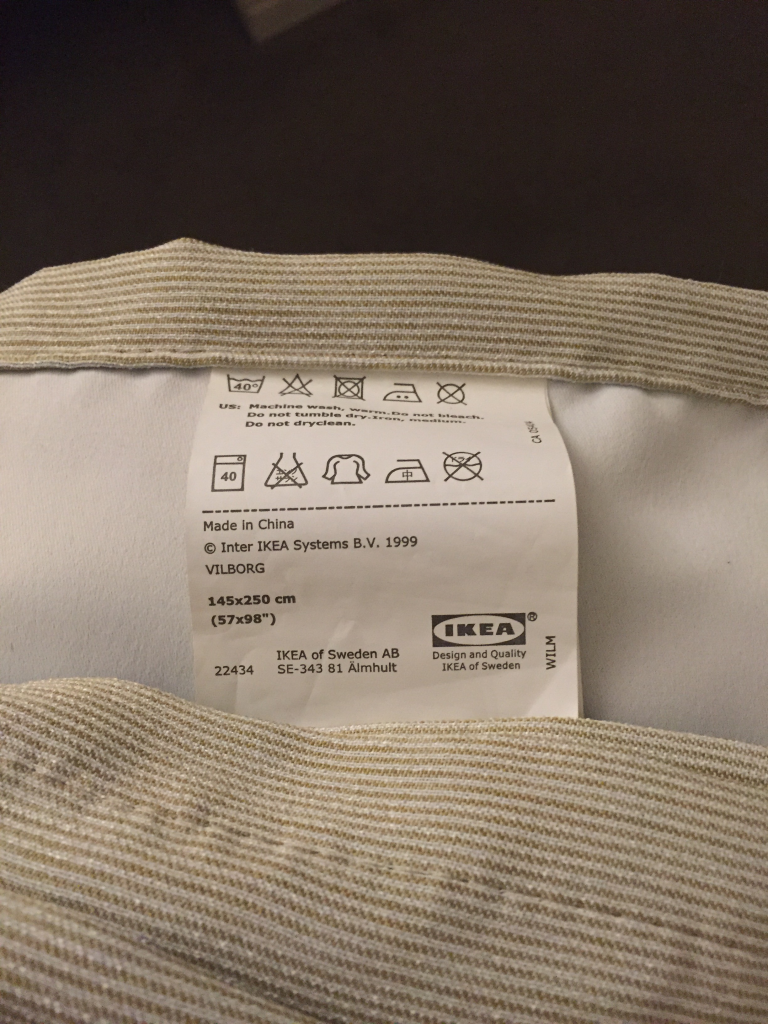 40°
US: Machine wash, warm.Do not bleach.
Do not tumble dry.Iron, medium.
Do not dryclean.
40
中
Made in China
© Inter IKEA Systems B.V. 1999
VILBORG
145x250 cm
(57x98")
IKEA®
Design and Quality
IKEA of Sweden
IKEA of Sweden AB
22434 SE-343 81 Älmhult
WILM